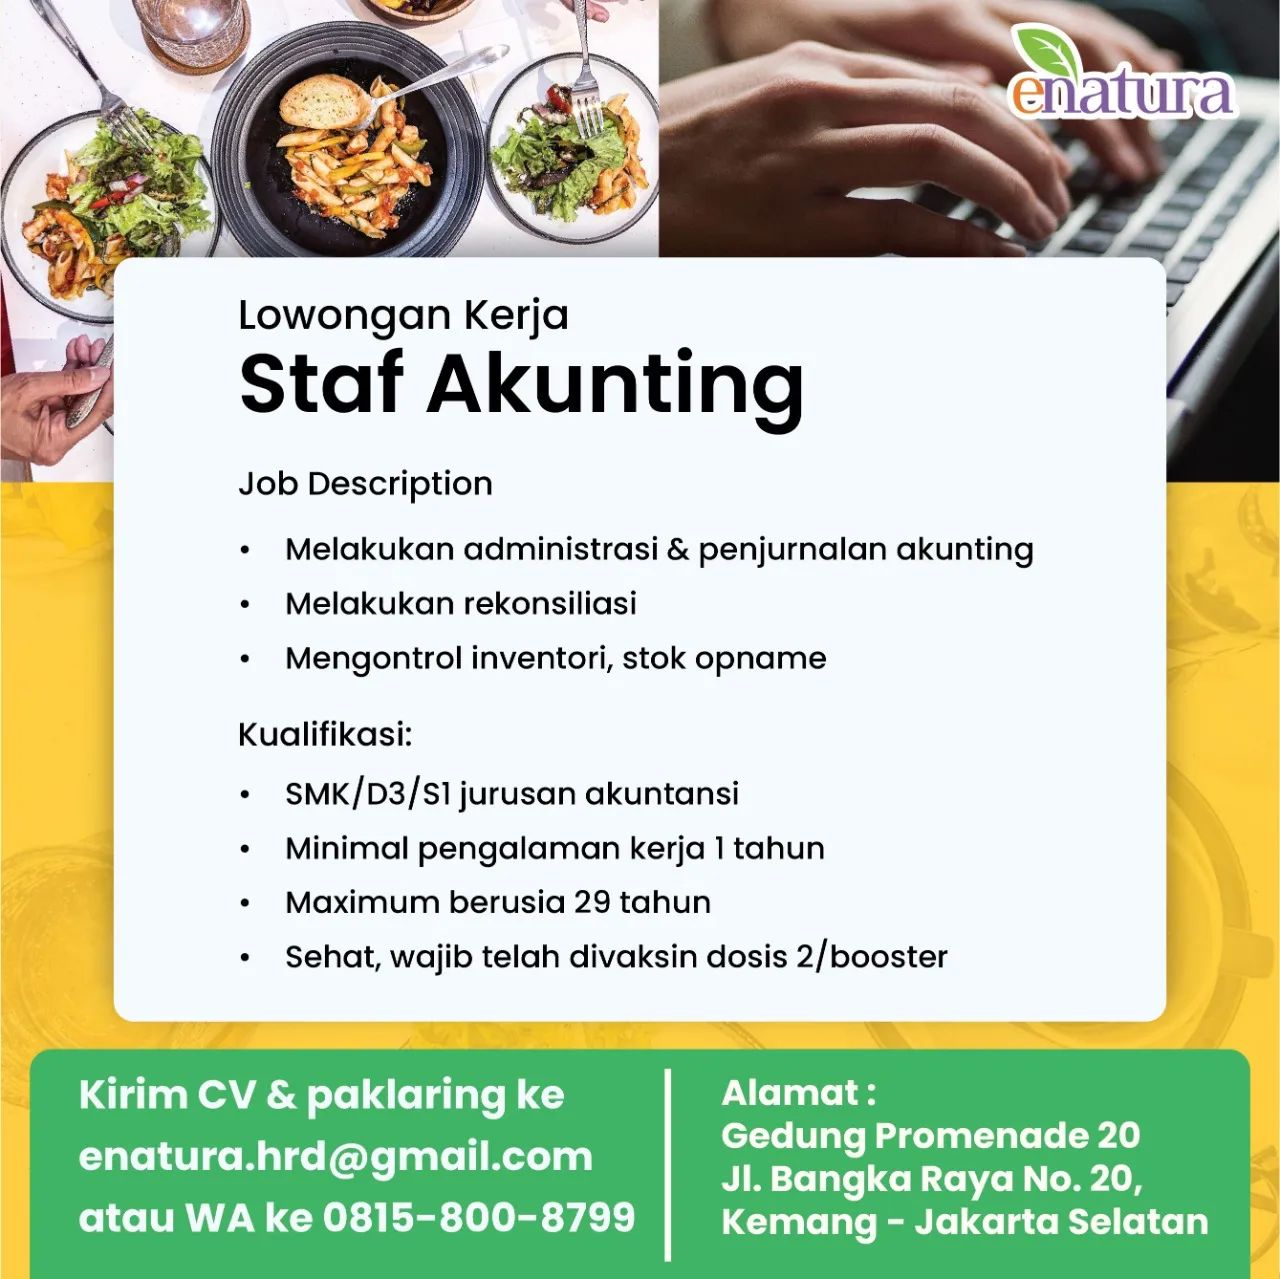 enatura
Lowongan Kerja
Staf Akunting
Job Description
• Melakukan administrasi & penjurnalan akunting
• Melakukan rekonsiliasi
• Mengontrol inventori, stok opname
Kualifikasi:
• SMK/D3/S1 jurusan akuntansi
• Minimal pengalaman kerja 1 tahun
• Maximum berusia 29 tahun
• Sehat, wajib telah divaksin dosis 2/booster
Kirim CV & paklaring ke
enatura.hrd@gmail.com
atau WA ke 0815-800-8799
Alamat :
Gedung Promenade 20
Jl. Bangka Raya No. 20,
Kemang - Jakarta Selatan